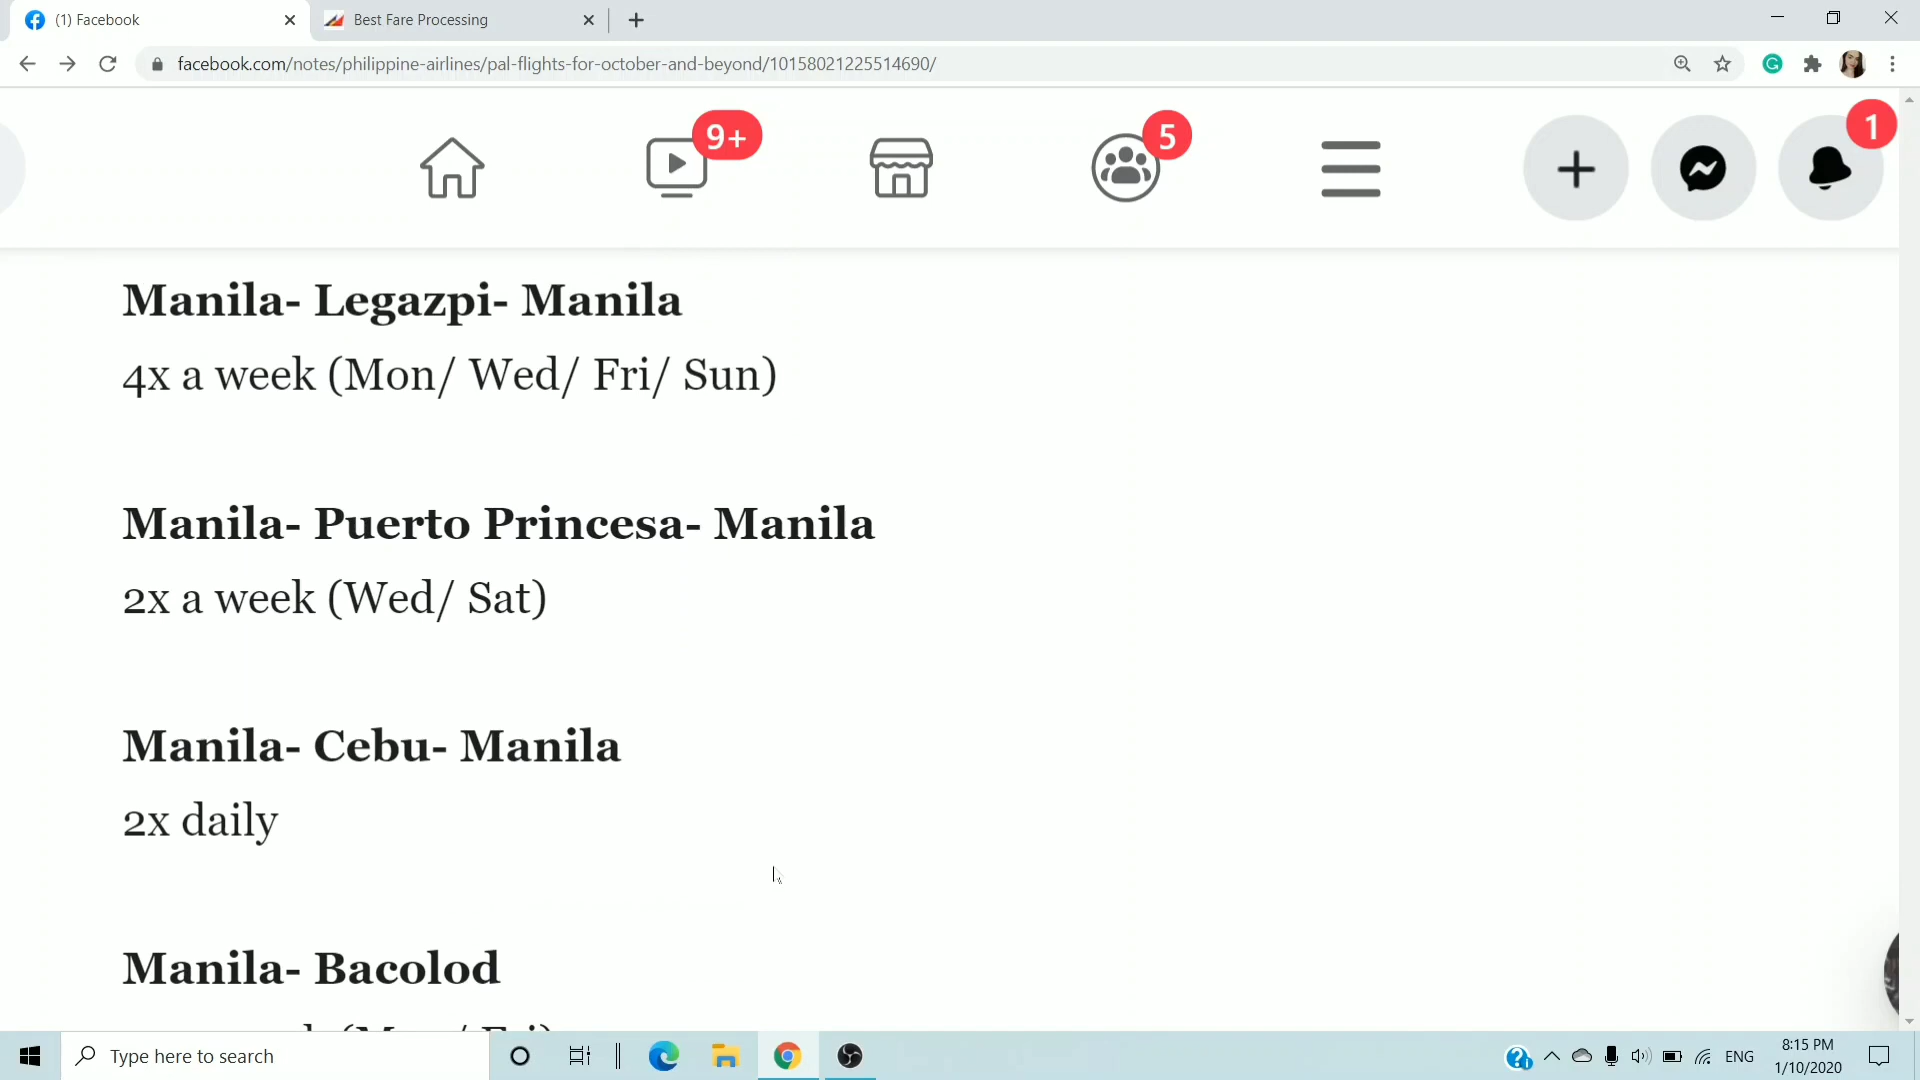 (1) Facebook
Best Fare Processing
facebook.com/notes/philippine-airlines/pal-flights-for-october-and-beyond/10158021225514690/
9+
5
1
Manila- Legazpi- Manila
4x a week (Mon/ Wed/ Fri/ Sun)
Manila- Puerto Princesa- Manila
2x a week (Wed/ Sat)
Manila- Cebu- Manila
2x daily
Manila- Bacolod
Type here to search
ENG
8:15 PM
1/10/2020